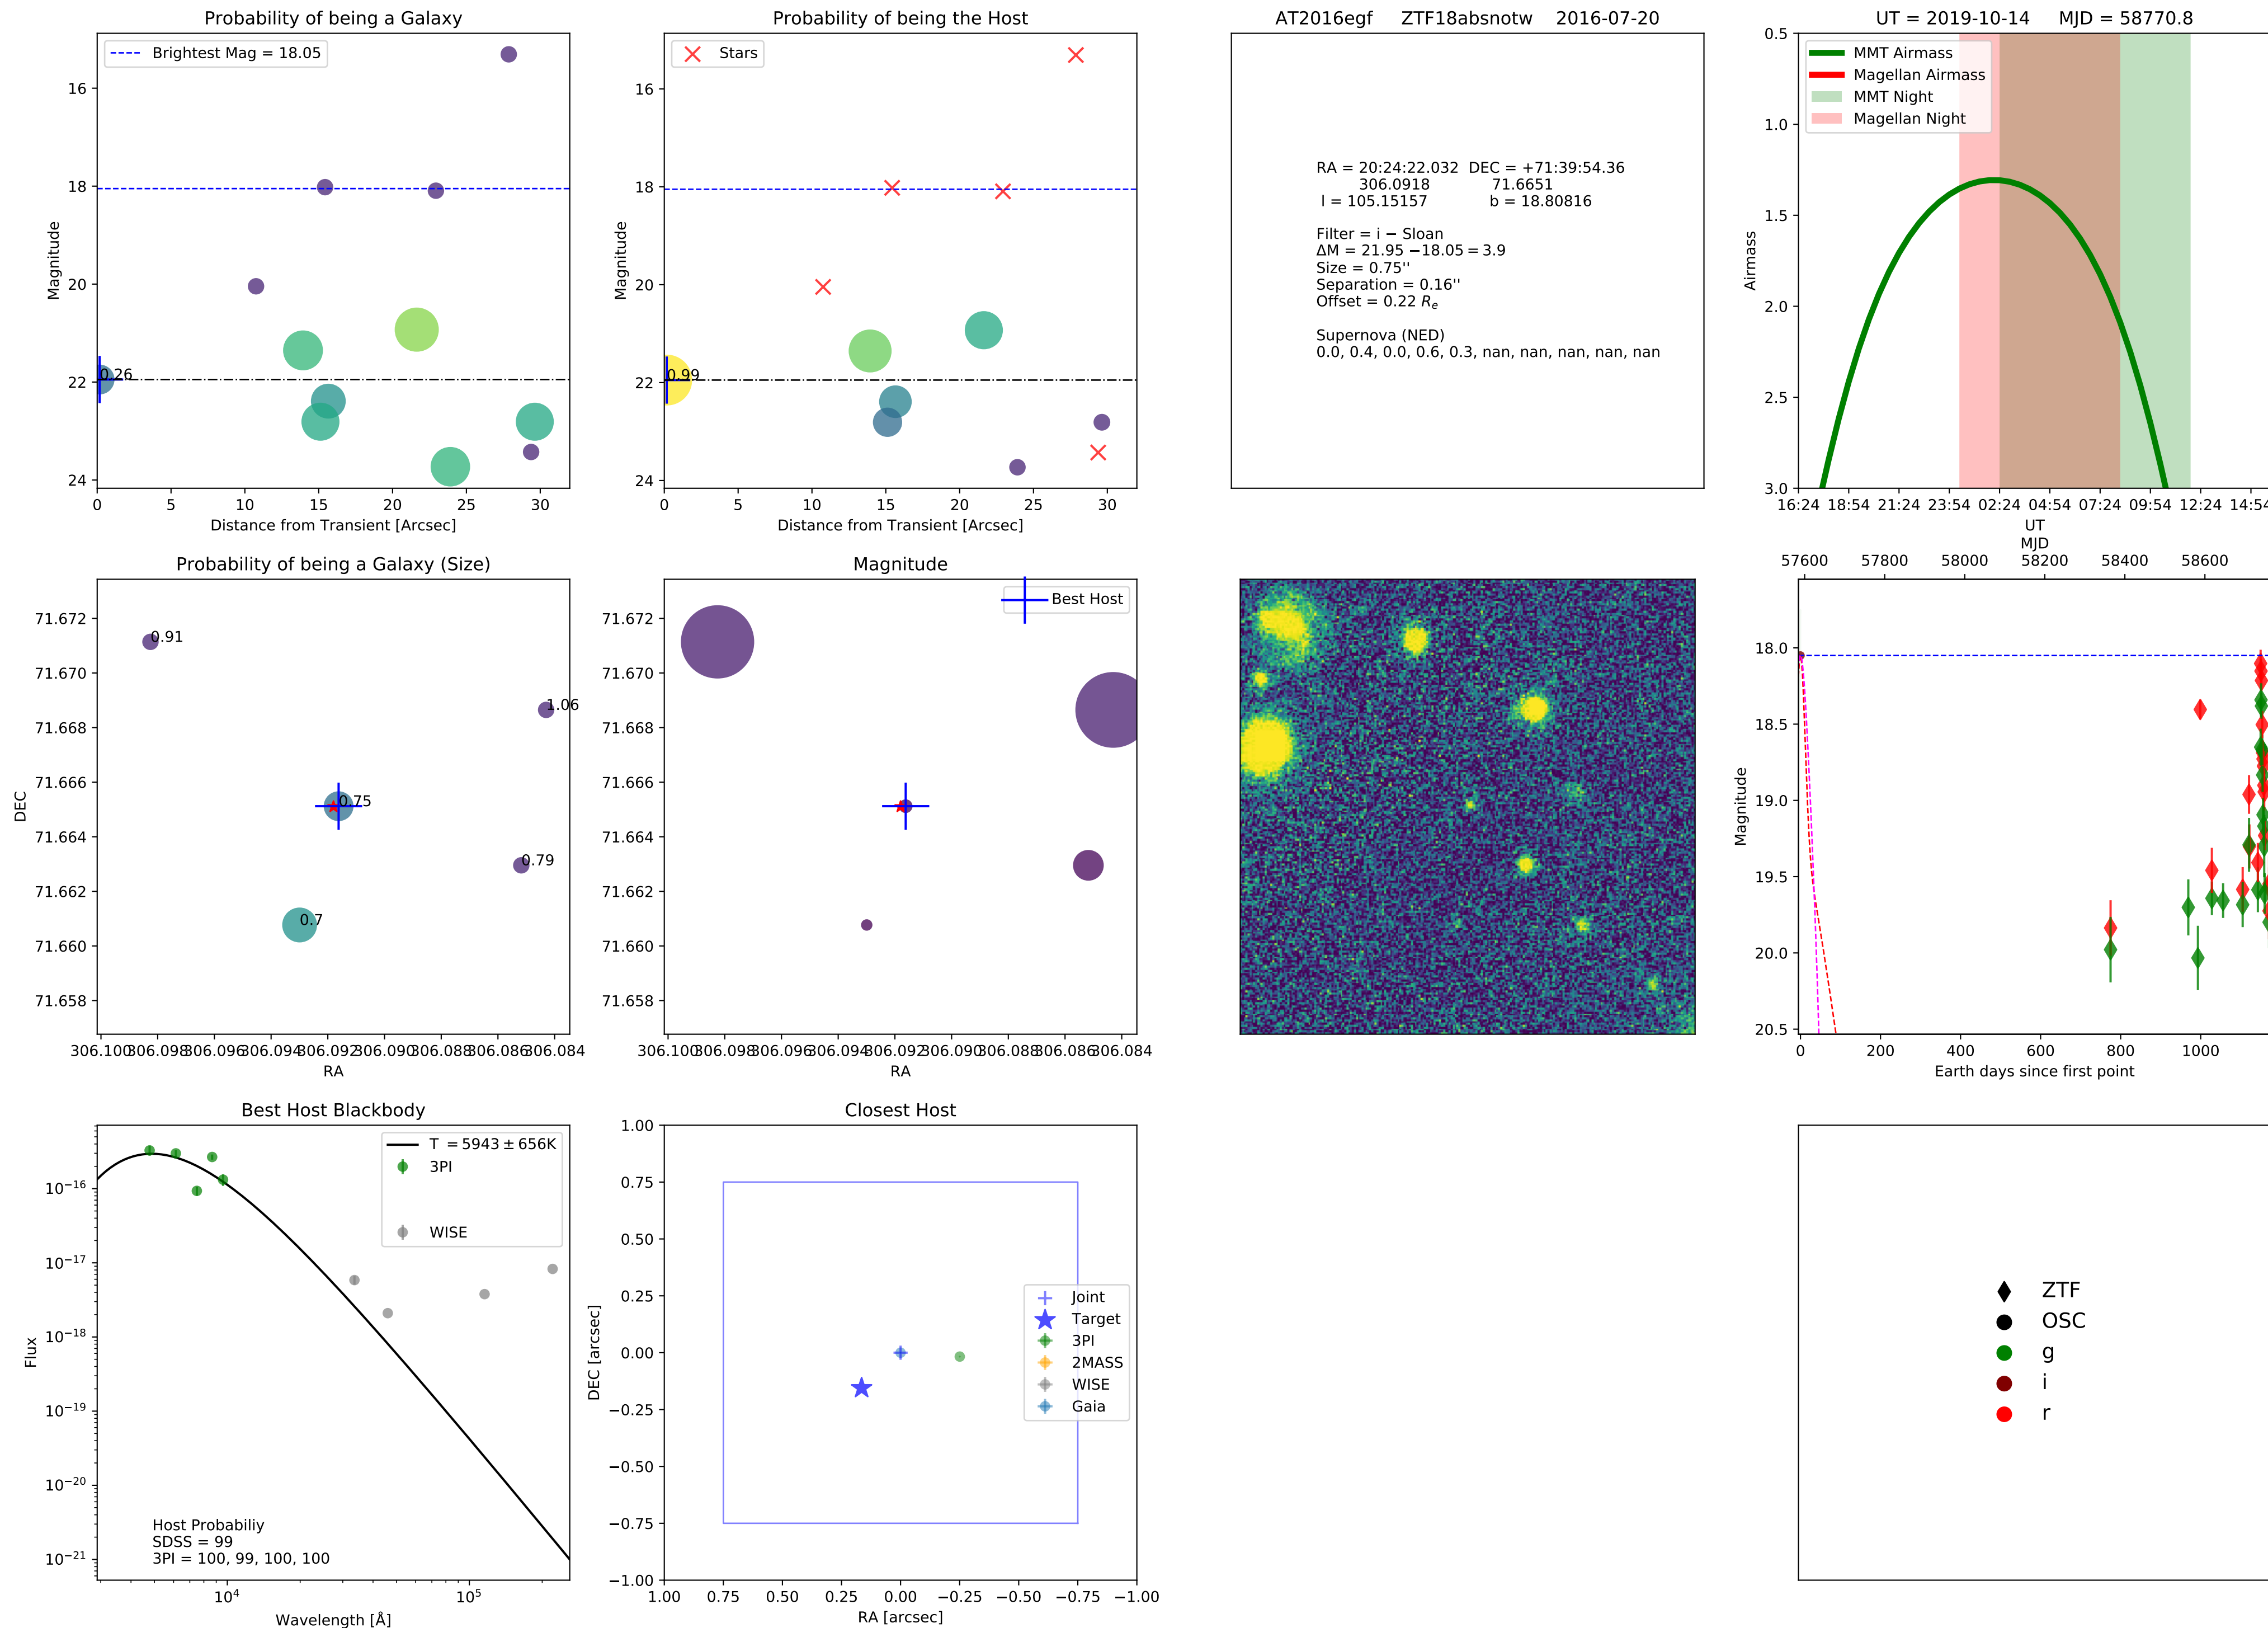 Probability of being a Galaxy
Brightest Mag = 18.05
16
18
20
22
24
Magnitude
0.26
0
5
10
15
20
25
30
Distance from Transient [Arcsec]
Probability of being the Host
Stars
16
18
20
22
24
Magnitude
0.99
0
5
10
15
20
25
30
Distance from Transient [Arcsec]
AT2016egf ZTF18absnotw 2016-07-20
RA = 20:24:22.032 DEC = +71:39:54.36
306.0918 71.6651
l = 105.15157 b = 18.80816
Filter = i − Sloan
ΔM = 21.95 −18.05 = 3.9
Size = 0.75''
Separation = 0.16''
Offset = 0.22 Re
Supernova (NED)
0.0, 0.4, 0.0, 0.6, 0.3, nan, nan, nan, nan, nan
UT = 2019-10-14 MJD = 58770.8
MMT Airmass
Magellan Airmass
MMT Night
Magellan Night
0.5
1.0
1.5
2.0
2.5
3.0
Airmass
16:24 18:54 21:24 23:54 02:24 04:54 07:24 09:54 12:24 14:54
UT
Probability of being a Galaxy (Size)
71.672
71.670
71.668
71.666
71.664
71.662
71.660
71.658
DEC
0.91
1.06
0.75
0.79
0.7
306.100 306.098 306.096 306.094 306.092 306.090 306.088 306.086 306.084
RA
Magnitude
Best Host
71.672
71.670
71.668
71.666
71.664
71.662
71.660
71.658
306.100 306.098 306.096 306.094 306.092 306.090 306.088 306.086 306.084
RA
MJD
57600 57800 58000 58200 58400 58600
18.0
18.5
19.0
19.5
20.0
20.5
Magnitude
0 200 400 600 800 1000
Earth days since first point
Best Host Blackbody
T = 5943 ± 656K
3PI
WISE
10−16
10−17
10−18
10−19
10−20
10−21
Flux
Host Probabiliy
SDSS = 99
3PI = 100, 99, 100, 100
104 105
Wavelength [Å]
Closest Host
1.00
0.75
0.50
0.25
0.00
−0.25
−0.50
−0.75
−1.00
DEC [arcsec]
Joint
Target
3PI
2MASS
WISE
Gaia
1.00 0.75 0.50 0.25 0.00 −0.25 −0.50 −0.75 −1.00
RA [arcsec]
ZTF
OSC
g
i
r